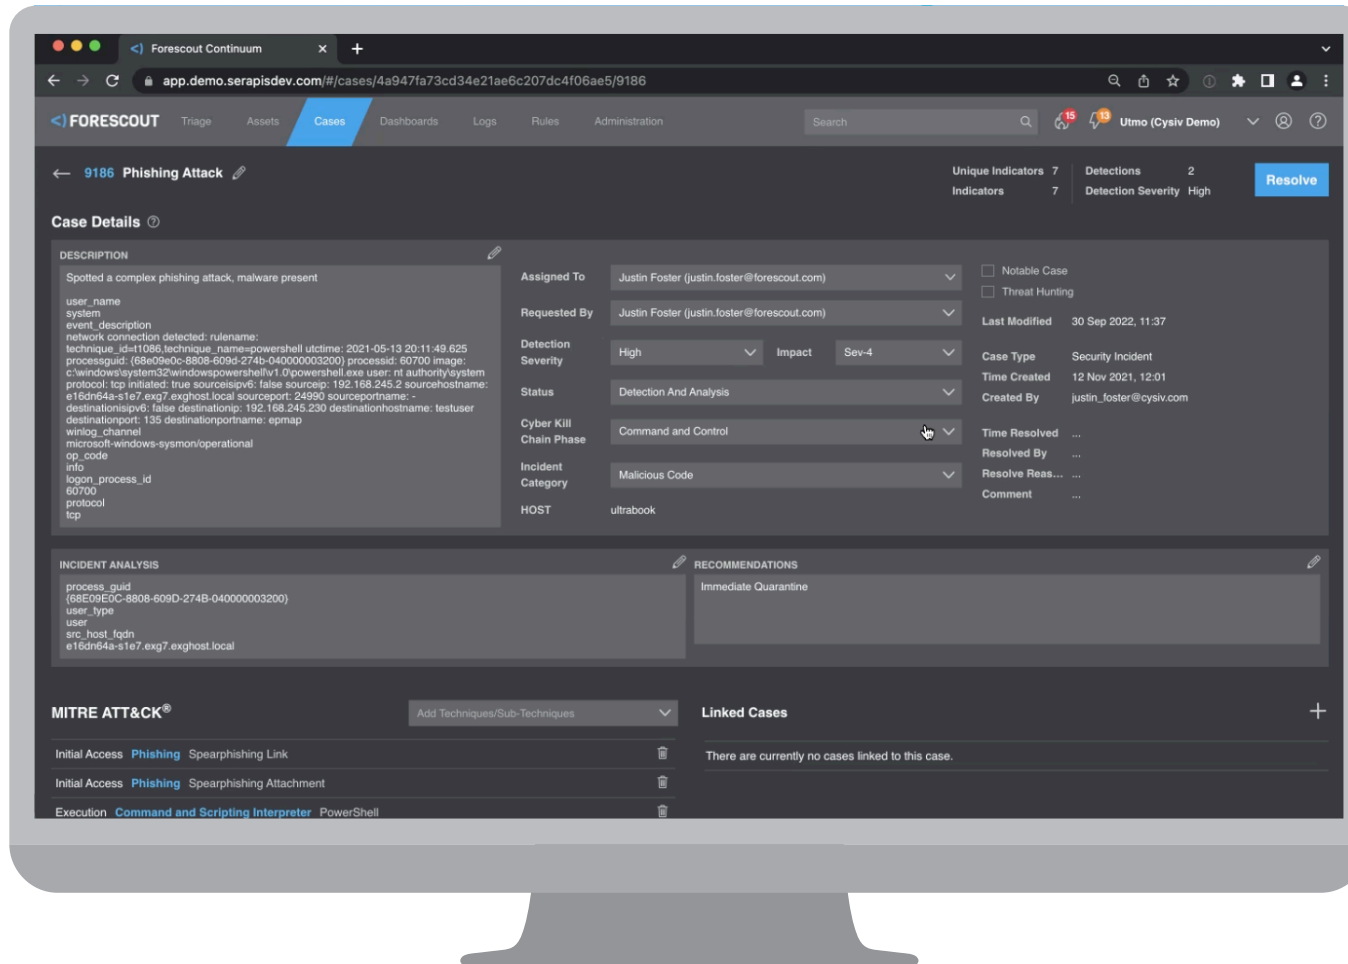 Forescout Continuum
app.demo.serapisdev.com/#/cases/4a947fa73cd34e21ae6c207dc4f06ae5/9186
<) FORESCOUT Triage Assets Cases Dashboards Logs Rules Administration Search 15 13 Utmo (Cysiv Demo)
9186 Phishing Attack
Unique Indicators 7 Detections 2
Indicators 7 Detection Severity High
Resolve
Case Details
DESCRIPTION
Spotted a complex phishing attack, malware present
user_name
system
event_description
network connection detected: rulename:
technique_id=t1086,technique_name=powershell utctime: 2021-05-13 20:11:49.625
processguid: {68e09e0c-8808-609d-274b-040000003200} processid: 60700 image:
c:\windows\system32\windowspowershell\v1.0\powershell.exe user: nt authority\system
protocol: tcp initiated: true sourceisipv6: false sourceip: 192.168.245.2 sourcehostname:
e16dn64a-s1e7.exg7.exghost.local sourceport: 24990 sourceportname: -
destinationisipv6: false destinationip: 192.168.245.230 destinationhostname: testuser
destinationport: 135 destinationportname: epmap
winlog_channel
microsoft-windows-sysmon/operational
op_code
info
logon_process_id
60700
protocol
tcp
Assigned To Justin Foster (justin.foster@forescout.com)
Requested By Justin Foster (justin.foster@forescout.com)
Detection Severity High Impact Sev-4
Status Detection And Analysis
Cyber Kill Chain Phase Command and Control
Incident Category Malicious Code
HOST ultrabook
Notable Case
Threat Hunting
Last Modified 30 Sep 2022, 11:37
Case Type Security Incident
Time Created 12 Nov 2021, 12:01
Created By justin_foster@cysiv.com
Time Resolved ...
Resolved By ...
Resolve Reas... ...
Comment ...
INCIDENT ANALYSIS
process_guid
{68E09E0C-8808-609D-274B-040000003200}
user_type
user
src_host_fqdn
e16dn64a-s1e7.exg7.exghost.local
RECOMMENDATIONS
Immediate Quarantine
MITRE ATT&CK®
Add Techniques/Sub-Techniques
Initial Access Phishing Spearphishing Link
Initial Access Phishing Spearphishing Attachment
Execution Command and Scripting Interpreter PowerShell
Linked Cases
There are currently no cases linked to this case.